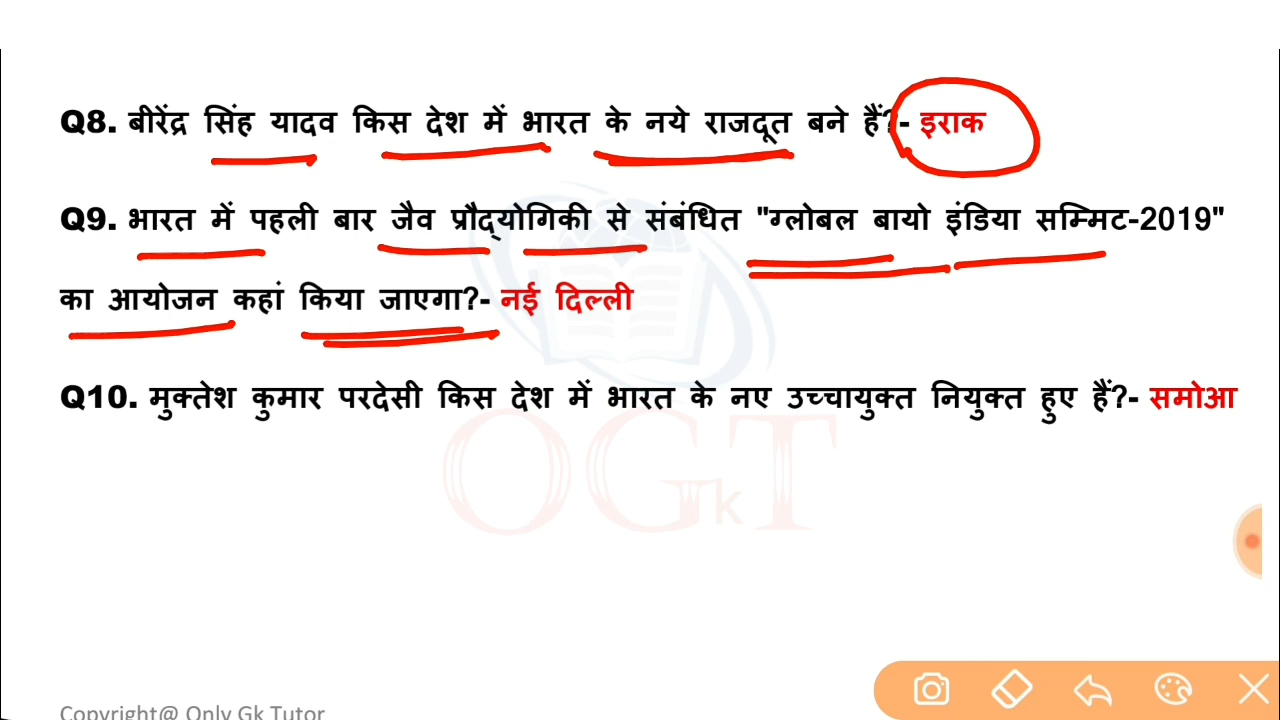 Q8. बीरेंद्र सिंह यादव किस देश में भारत के नये राजदूत बने हैं?- इराक
Q9. भारत में पहली बार जैव प्रौद्योगिकी से संबंधित "ग्लोबल बायो इंडिया सम्मिट-2019"
का आयोजन कहां किया जाएगा?- नई दिल्ली
Q10. मुक्तेश कुमार परदेसी किस देश में भारत के नए उच्चायुक्त नियुक्त हुए हैं?- समोआ
OGkT
Copyright@ Only Gk Tutor